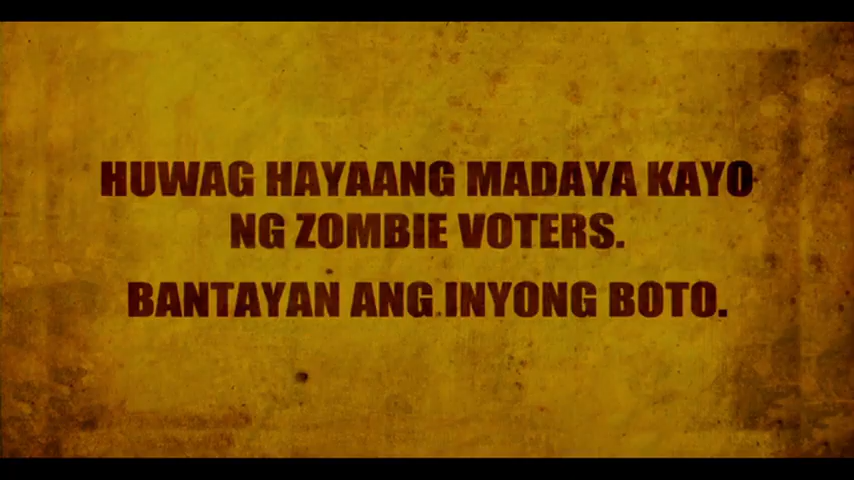 HUWAG HAYAANG MADAYA KAYO
NG ZOMBIE VOTERS.
BANTAYAN ANG INYONG BOTO.